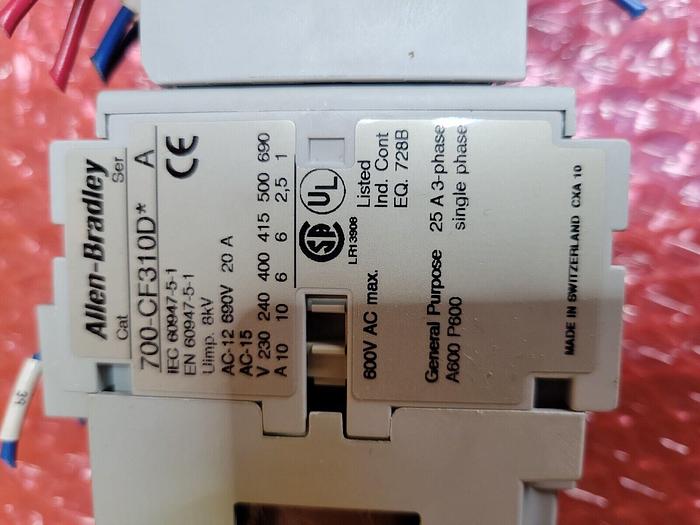 Allen-Bradley
Cat Ser
700-CF310D* A
IEC 60947-5-1
EN 60947-5-1
CE
Uimp. 8kV
AC-12 690V 20 A
AC-15
V 230 240 400 415 500 690
A 10 10 6 6 2,5 1
SA
UL
LR13908
Listed
Ind. Cont
EQ. 728B
600V AC max.
General Purpose 25 A 3-phase
A600 P600 single phase
MADE IN SWITZERLAND CXA 10
39